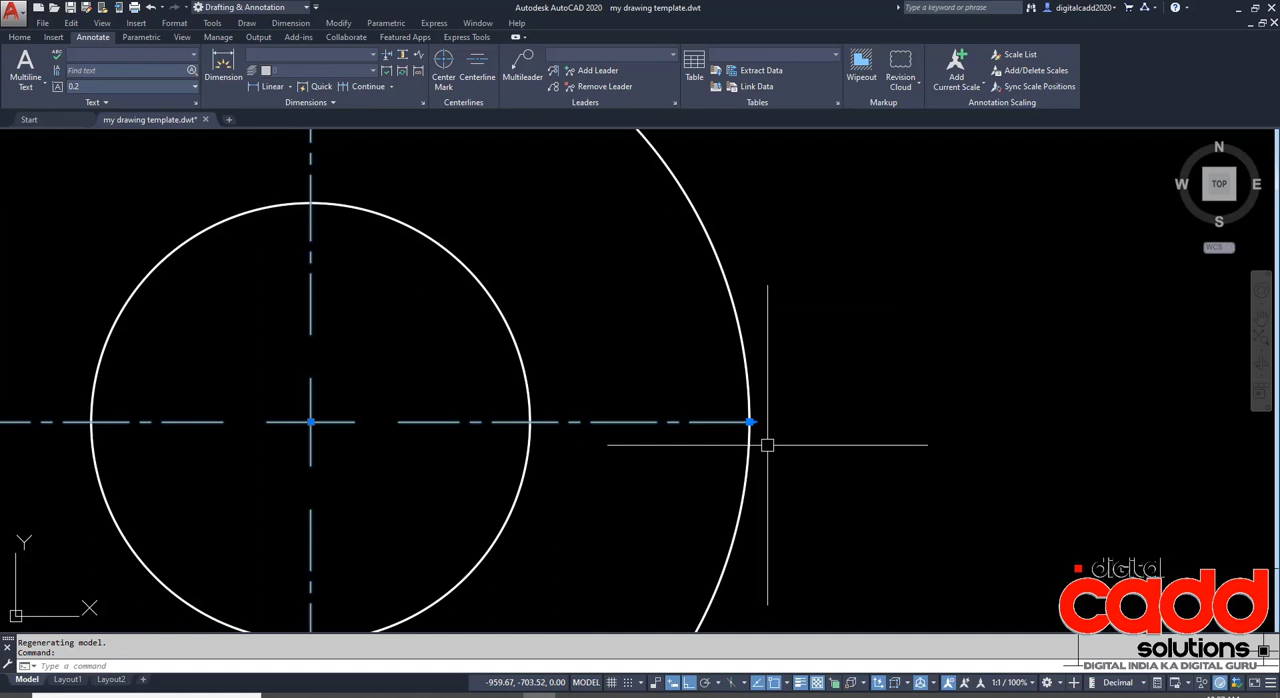 Drafting & Annotation
Autodesk AutoCAD 2020 my drawing template.dwt
Type a keyword or phrase
digitalcadd2020
File Edit View Insert Format Tools Draw Dimension Modify Parametric Express Window Help
Home Insert Annotate Parametric View Manage Output Add-ins Collaborate Featured Apps Express Tools
Multiline Text
ABC
Find text
0.2
Text
Dimension
0
Linear
Quick
Continue
Dimensions
Center Mark
Centerline
Centerlines
Multileader
Add Leader
Remove Leader
Leaders
Table
Extract Data
Link Data
Tables
Wipeout
Revision Cloud
Markup
Add Current Scale
Scale List
Add/Delete Scales
Sync Scale Positions
Annotation Scaling
Start
my drawing template.dwt*
N
W
TOP
E
S
WCS
Y
X
digital
cadd
solutions
DIGITAL INDIA KA DIGITAL GURU
Regenerating model.
Command:
Type a command
Model Layout1 Layout2
-959.67, -703.52, 0.00 MODEL
1:1 / 100%
Decimal